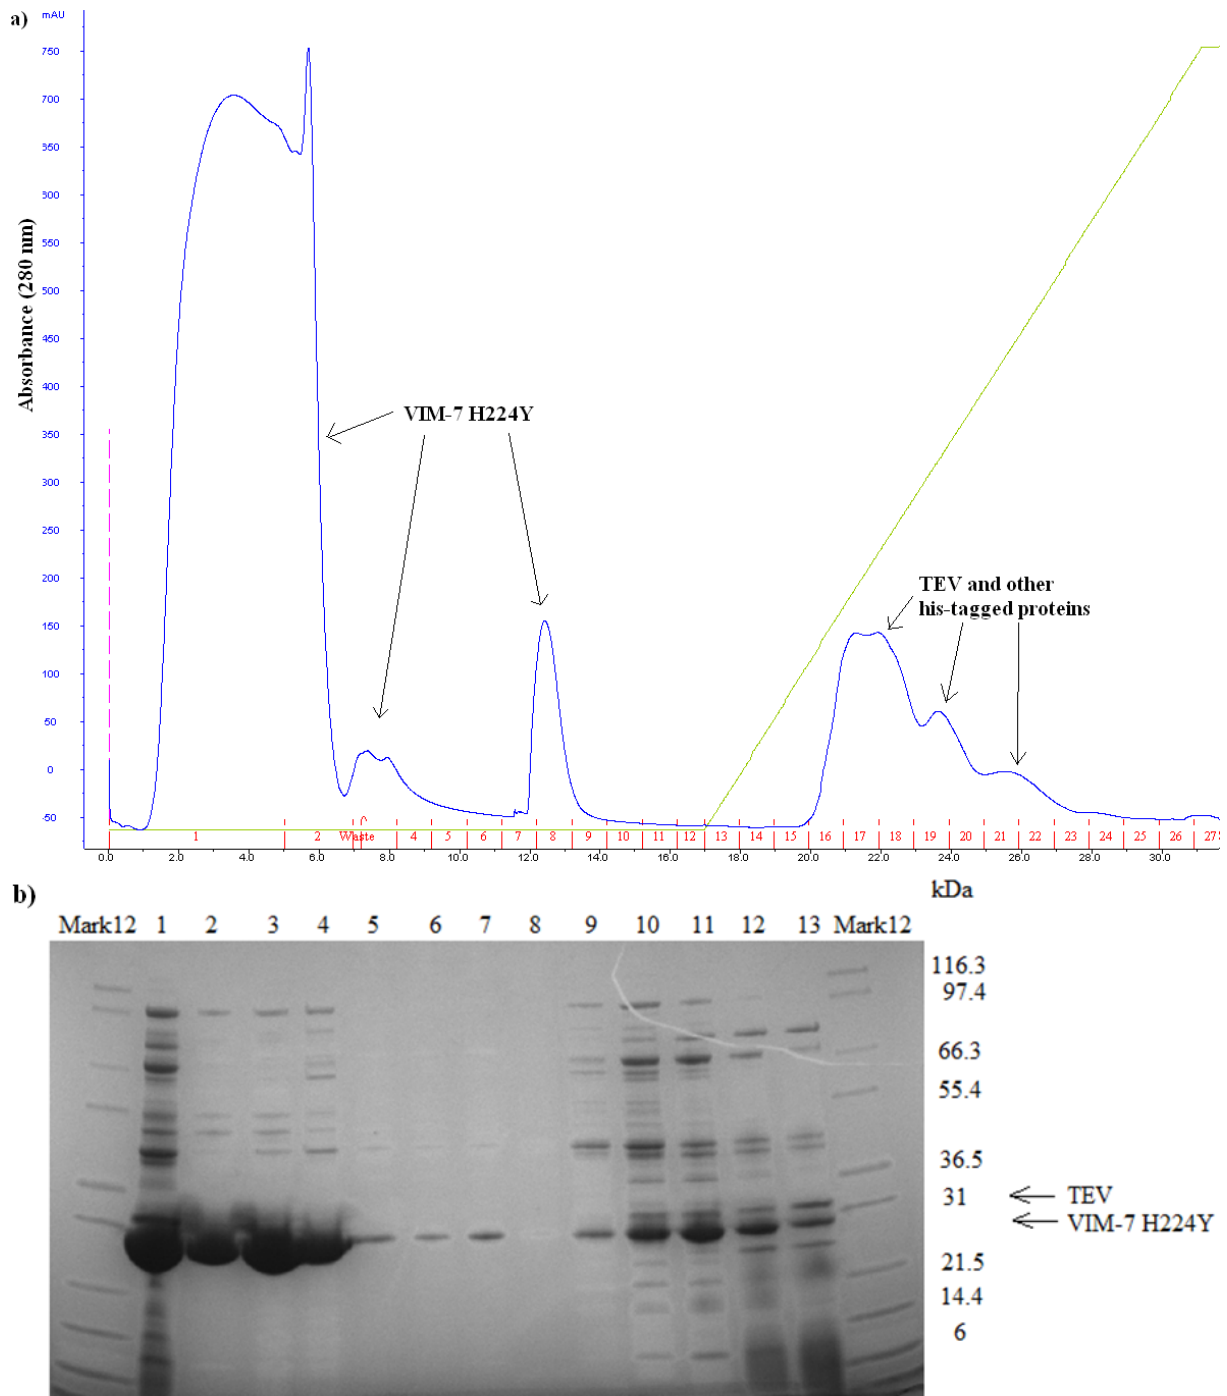 a)
mAU
750
700
650
600
550
500
450
400
350
300
250
200
150
100
50
0
-50
Absorbance (280 nm)
VIM-7 H224Y
TEV and other
his-tagged proteins
1 2 Waste 4 5 6 7 8 9 10 11 12 13 14 15 16 17 18 19 20 21 22 23 24 25 26 27
0.0 2.0 4.0 6.0 8.0 10.0 12.0 14.0 16.0 18.0 20.0 22.0 24.0 26.0 28.0 30.0
b)
kDa
Mark12 1 2 3 4 5 6 7 8 9 10 11 12 13 Mark12
116.3
97.4
66.3
55.4
36.5
31
TEV
VIM-7 H224Y
21.5
14.4
6